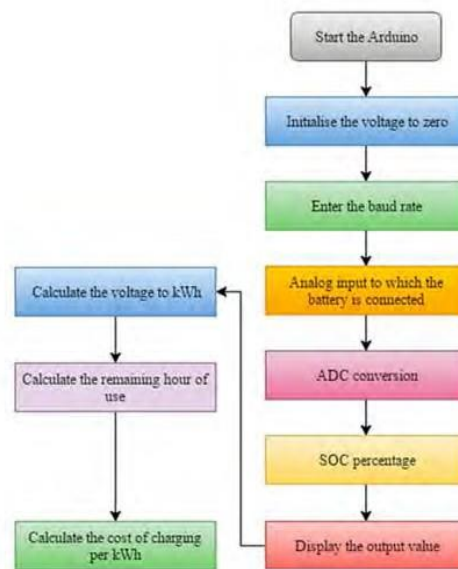 Start the Arduino
Initialise the voltage to zero
Enter the baud rate
Analog input to which the
battery is connected
ADC conversion
SOC percentage
Display the output value
Calculate the voltage to kWh
Calculate the remaining hour of
use
Calculate the cost of charging
per kWh